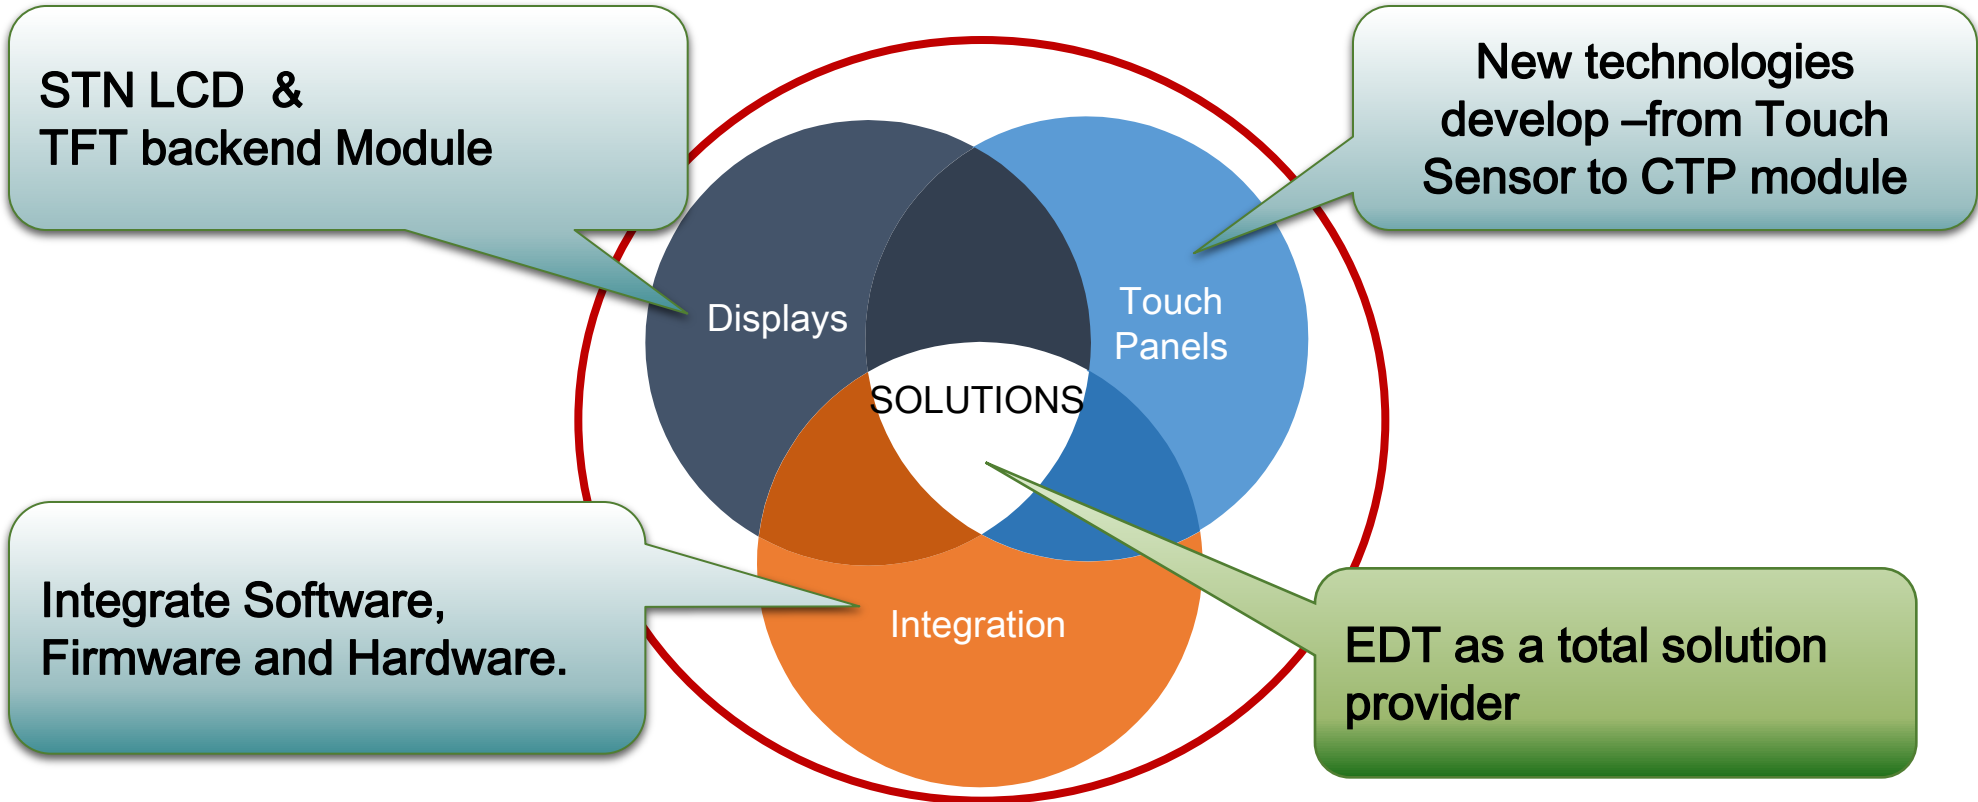 STN LCD  &
TFT backend Module
New technologies
develop –from Touch
Sensor to CTP module
Displays
Touch
Panels
SOLUTIONS
Integrate Software,
Firmware and Hardware.
Integration
EDT as a total solution
provider